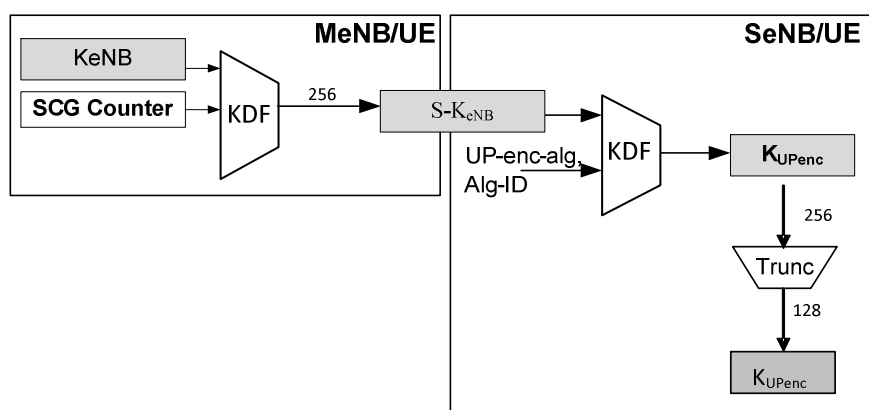 MeNB/UE
KeNB
SCG Counter
KDF
256
S-KeNB
SeNB/UE
UP-enc-alg,
Alg-ID
KDF
KUPenc
256
Trunc
128
KUPenc